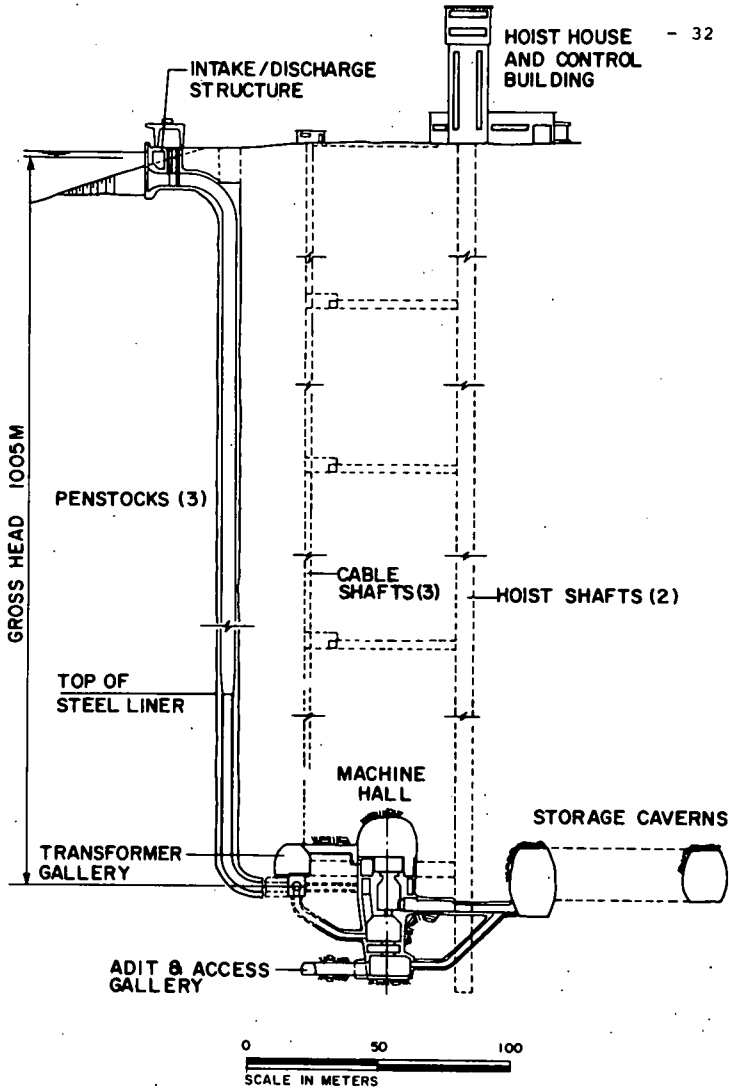 HOIST HOUSE - 32
AND CONTROL
BUILDING
INTAKE/DISCHARGE
STRUCTURE
GROSS HEAD 1005M
PENSTOCKS (3)
CABLE
SHAFTS(3)
HOIST SHAFTS (2)
TOP OF
STEEL LINER
MACHINE
HALL
STORAGE CAVERNS
TRANSFORMER
GALLERY
ADIT & ACCESS
GALLERY
0 50 100
SCALE IN METERS